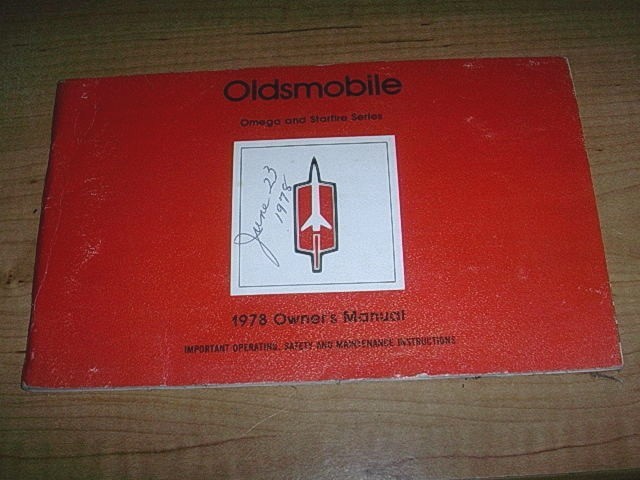 Oldsmobile
Omega and Starfire Series
June 23
1978
1978 Owner's Manual
IMPORTANT OPERATING, SAFETY AND MAINTENANCE INSTRUCTIONS